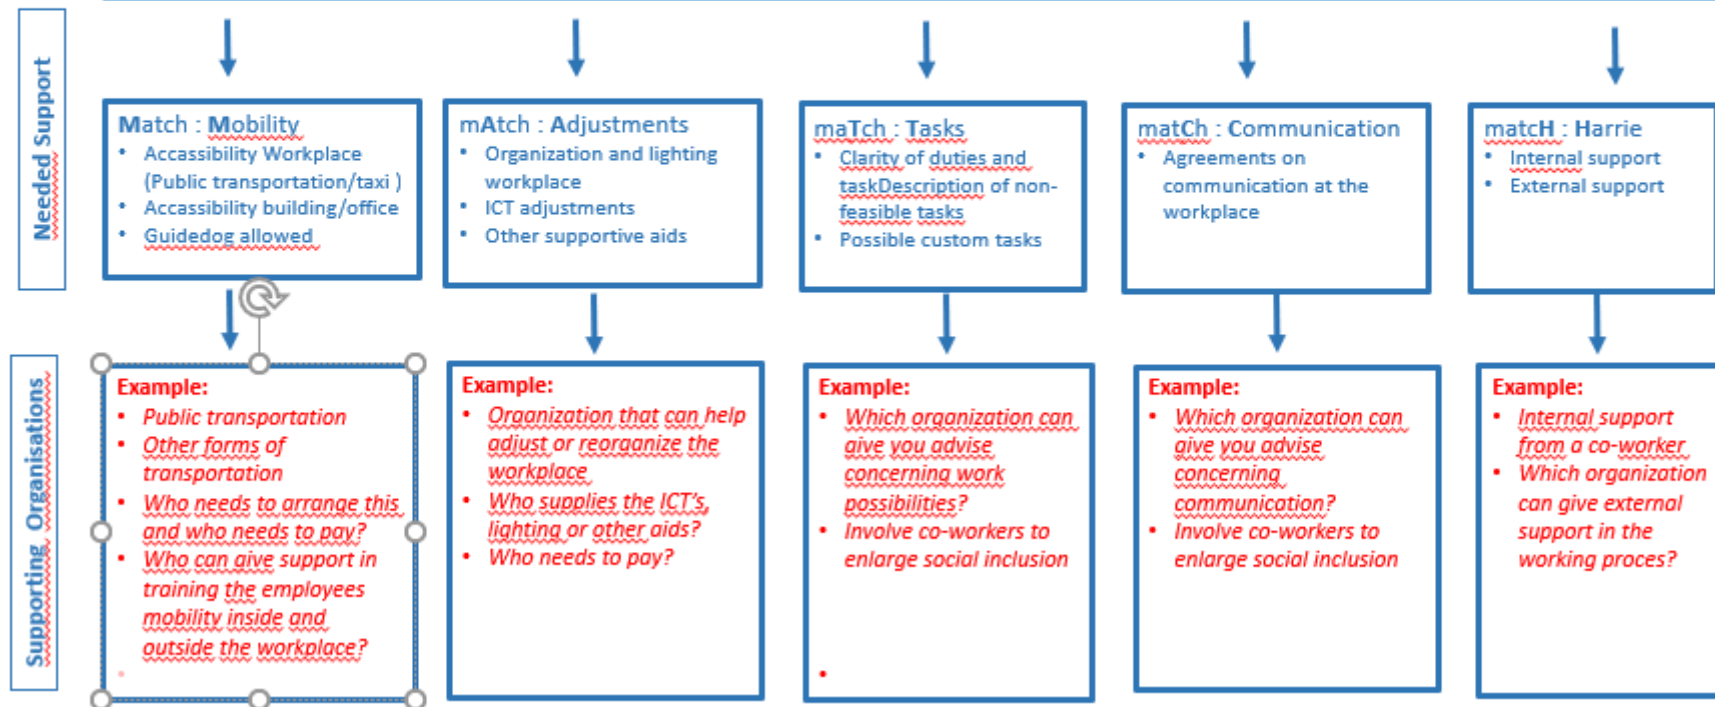 Needed Support
Match : Mobility
• Accassibility Workplace
(Public transportation/taxi )
• Accassibility building/office
• Guidedog allowed
mAtch : Adjustments
• Organization and lighting
workplace
• ICT adjustments
• Other supportive aids
maTch : Tasks
• Clarity of duties and
taskDescription of non-
feasible tasks
• Possible custom tasks
matCh : Communication
• Agreements on
communication at the
workplace
matcH : Harrie
• Internal support
• External support
Supporting Organisations
Example:
• Public transportation
• Other forms of
transportation
• Who needs to arrange this
and who needs to pay?
• Who can give support in
training the employees
mobility inside and
outside the workplace?
•
Example:
• Organization that can help
adjust or reorganize the
workplace
• Who supplies the ICT's,
lighting or other aids?
• Who needs to pay?
Example:
• Which organization can
give you advise
concerning work
possibilities?
• Involve co-workers to
enlarge social inclusion
•
Example:
• Which organization can
give you advise
concerning
communication?
• Involve co-workers to
enlarge social inclusion
Example:
• Internal support
from a co-worker
• Which organization
can give external
support in the
working proces?